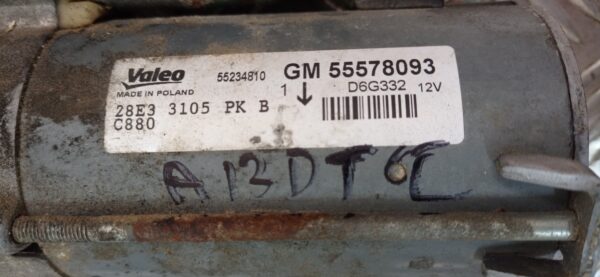 Valeo 55234810 GM 55578093
MADE IN POLAND 1 ↓ D6G332 12V
28E3 3105 PK B
C880
A13DTC